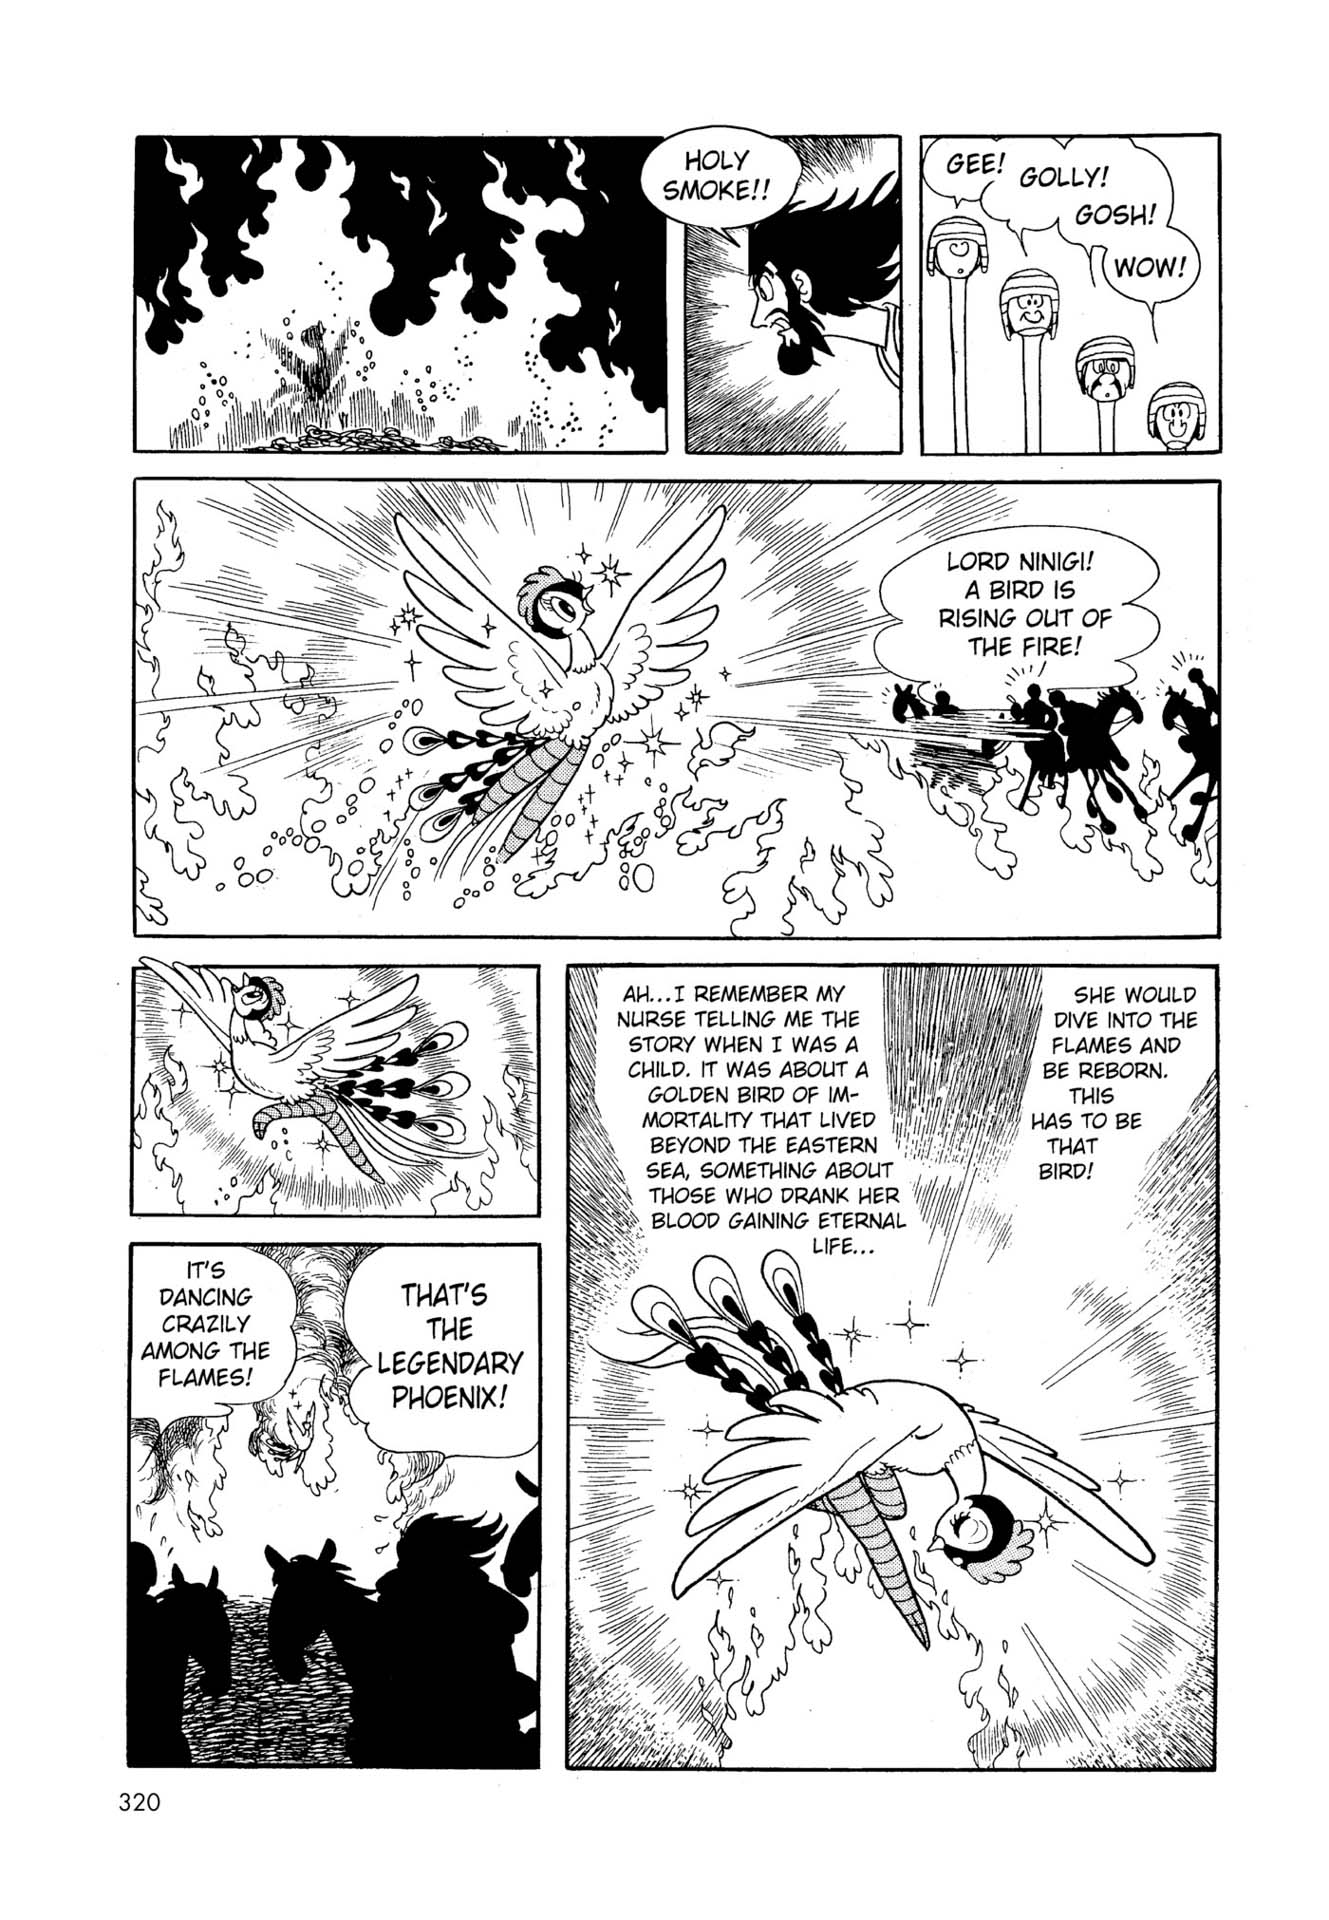 HOLY
SMOKE!!
GEE!
GOLLY!
GOSH!
WOW!
LORD NINIGI!
A BIRD IS
RISING OUT OF
THE FIRE!
AH...I REMEMBER MY
NURSE TELLING ME THE
STORY WHEN I WAS A
CHILD. IT WAS ABOUT A
GOLDEN BIRD OF IM-
MORTALITY THAT LIVED
BEYOND THE EASTERN
SEA, SOMETHING ABOUT
THOSE WHO DRANK HER
BLOOD GAINING ETERNAL
LIFE...
SHE WOULD
DIVE INTO THE
FLAMES AND
BE REBORN.
THIS
HAS TO BE
THAT
BIRD!
IT'S
DANCING
CRAZILY
AMONG THE
FLAMES!
THAT'S
THE
LEGENDARY
PHOENIX!
320